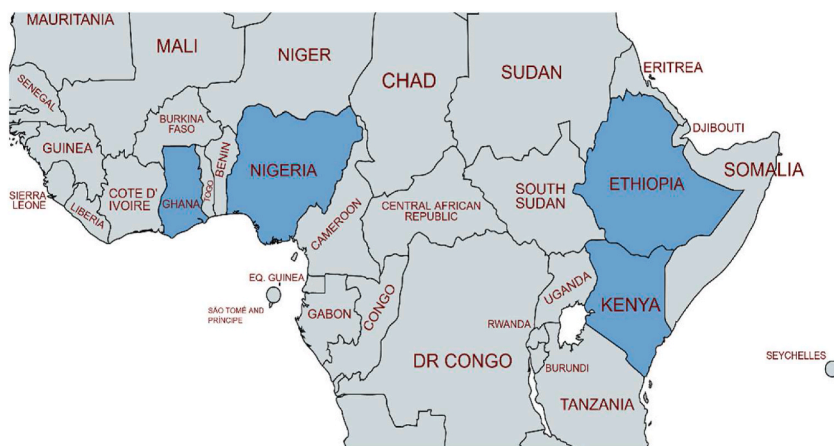 MAURITANIA
MALI
NIGER
CHAD
SUDAN
ERITREA
SENEGAL
BURKINA
FASO
DJIBOUTI
GUINEA
BENIN
NIGERIA
SOMALIA
ETHIOPIA
SIERRA
LEONE
LIBERIA
COTE D'
IVOIRE
GHANA
TOGO
CAMEROON
CENTRAL AFRICAN
REPUBLIC
SOUTH
SUDAN
EQ. GUINEA
SÃO TOMÉ AND
PRÍNCIPE
GABON
CONGO
UGANDA
KENYA
RWANDA
DR CONGO
BURUNDI
SEYCHELLES
TANZANIA